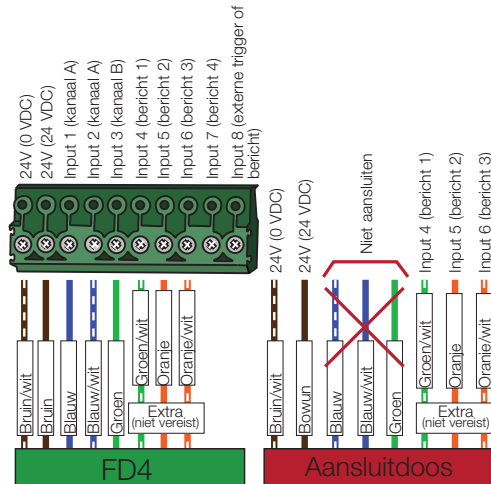 24V (0 VDC)
24V (24 VDC)
Input 1 (kanaal A)
Input 2 (kanaal A)
Input 3 (kanaal B)
Input 4 (bericht 1)
Input 5 (bericht 2)
Input 6 (bericht 3)
Input 7 (bericht 4)
Input 8 (externe trigger of
bericht)
24V (0 VDC)
24V (24 VDC)
Niet aansluiten
Input 4 (bericht 1)
Input 5 (bericht 2)
Input 6 (bericht 3)
Bruin/wit
Bruin
Blauw
Blauw/wit
Groen
Groen/wit
Oranje
Oranje/wit
Extra
(niet vereist)
FD4
Bruin/wit
Bowun
Blauw
Blauw/wit
Groen
Groen/wit
Oranje
Oranje/wit
Extra
(niet vereist)
Aansluitdoos